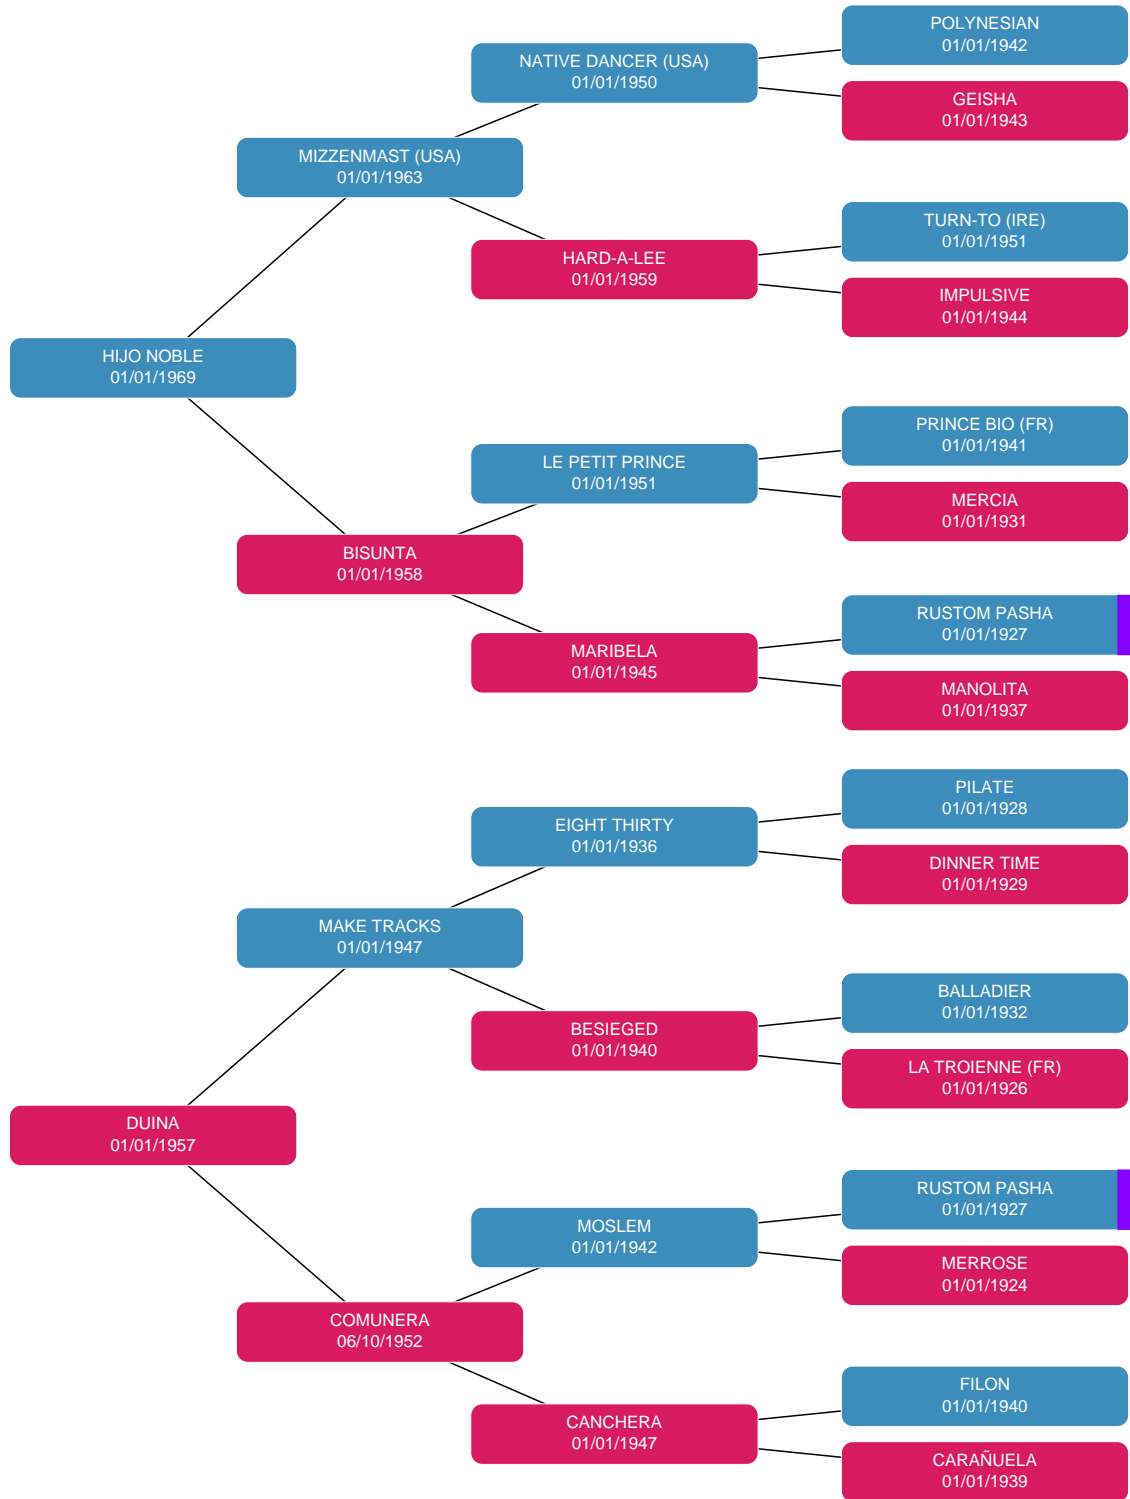 POLYNESIAN
01/01/1942
NATIVE DANCER (USA)
01/01/1950
GEISHA
01/01/1943
MIZZENMAST (USA)
01/01/1963
TURN-TO (IRE)
01/01/1951
HARD-A-LEE
01/01/1959
IMPULSIVE
01/01/1944
HIJO NOBLE
01/01/1969
PRINCE BIO (FR)
01/01/1941
LE PETIT PRINCE
01/01/1951
MERCIA
01/01/1931
BISUNTA
01/01/1958
RUSTOM PASHA
01/01/1927
MARIBELA
01/01/1945
MANOLITA
01/01/1937
PILATE
01/01/1928
EIGHT THIRTY
01/01/1936
DINNER TIME
01/01/1929
MAKE TRACKS
01/01/1947
BALLADIER
01/01/1932
BESIEGED
01/01/1940
LA TROIENNE (FR)
01/01/1926
DUINA
01/01/1957
RUSTOM PASHA
01/01/1927
MOSLEM
01/01/1942
MERROSE
01/01/1924
COMUNERA
06/10/1952
FILON
01/01/1940
CANCHERA
01/01/1947
CARAÑUELA
01/01/1939